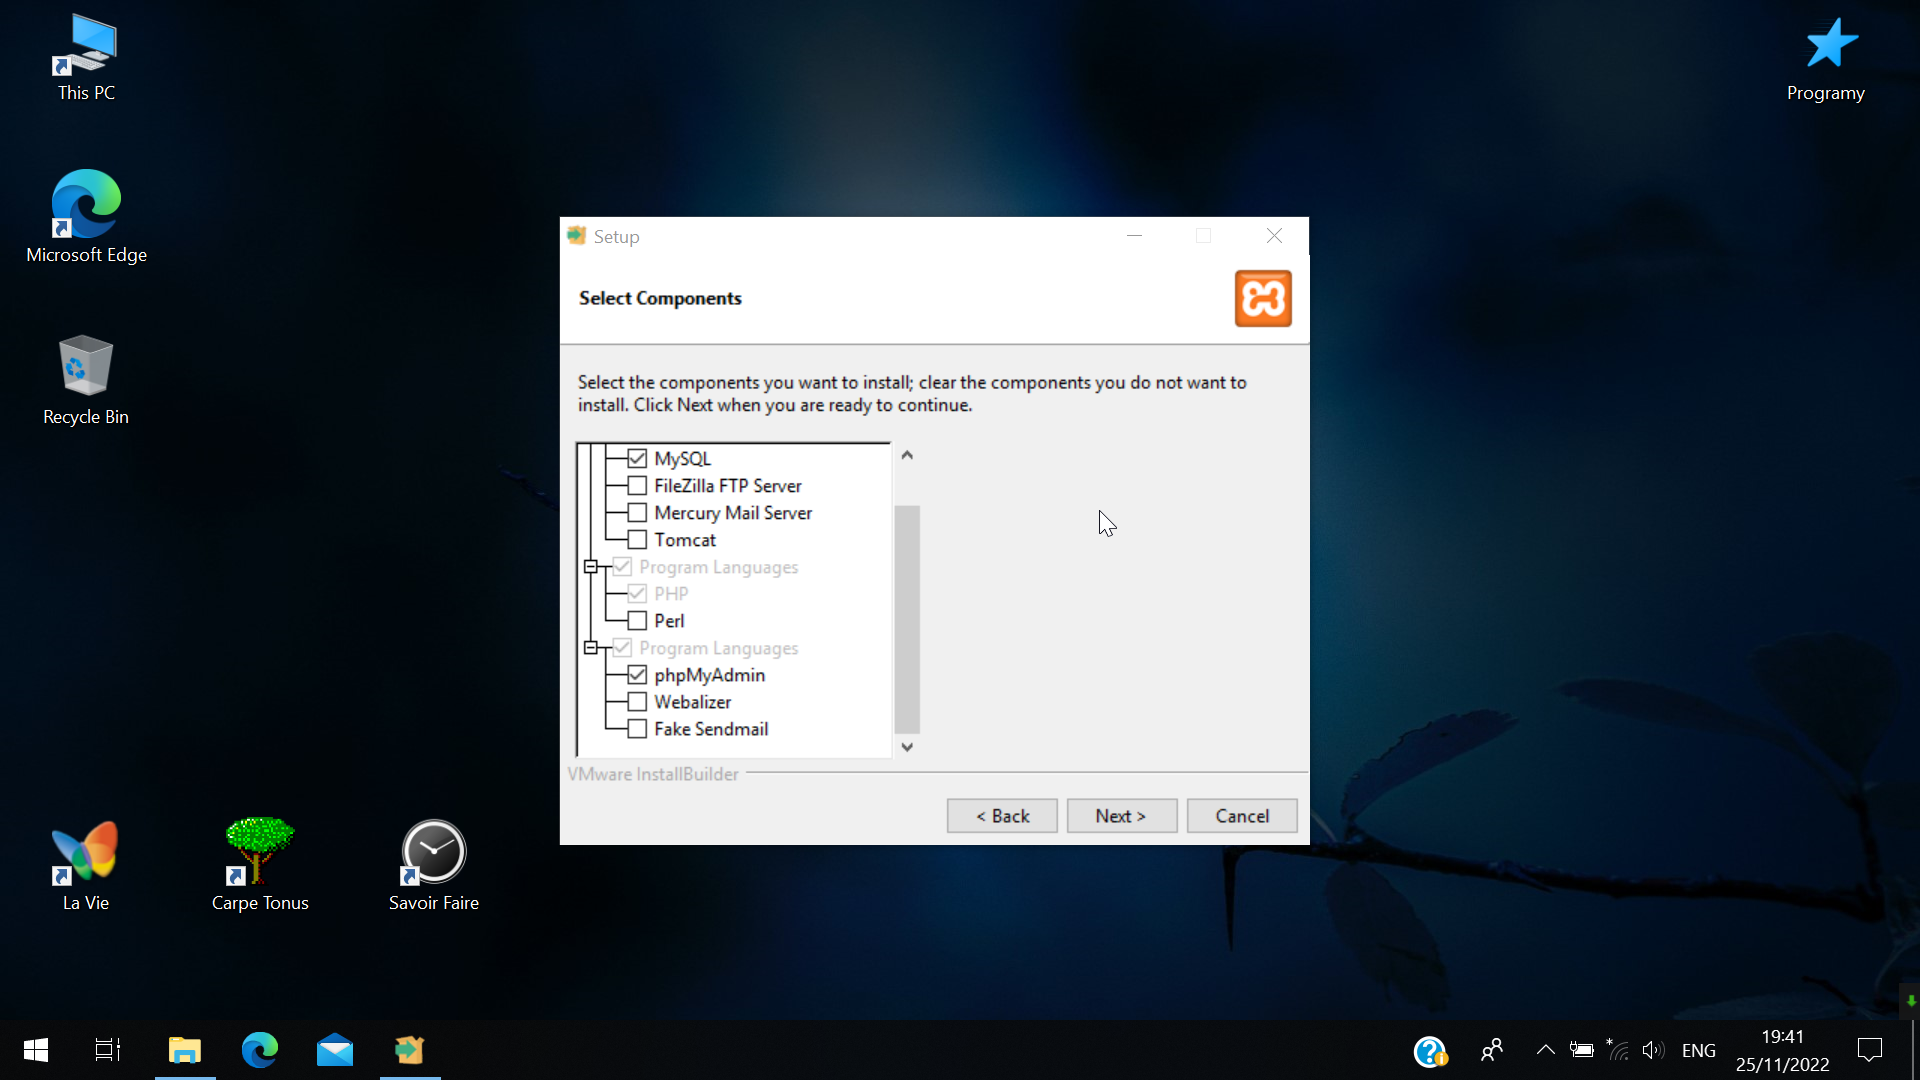 This PC
Programy
Microsoft Edge
Recycle Bin
Setup
Select Components
Select the components you want to install; clear the components you do not want to
install. Click Next when you are ready to continue.
MySQL
FileZilla FTP Server
Mercury Mail Server
Tomcat
Program Languages
PHP
Perl
Program Languages
phpMyAdmin
Webalizer
Fake Sendmail
VMware InstallBuilder
< Back
Next >
Cancel
La Vie
Carpe Tonus
Savoir Faire
ENG
19:41
25/11/2022